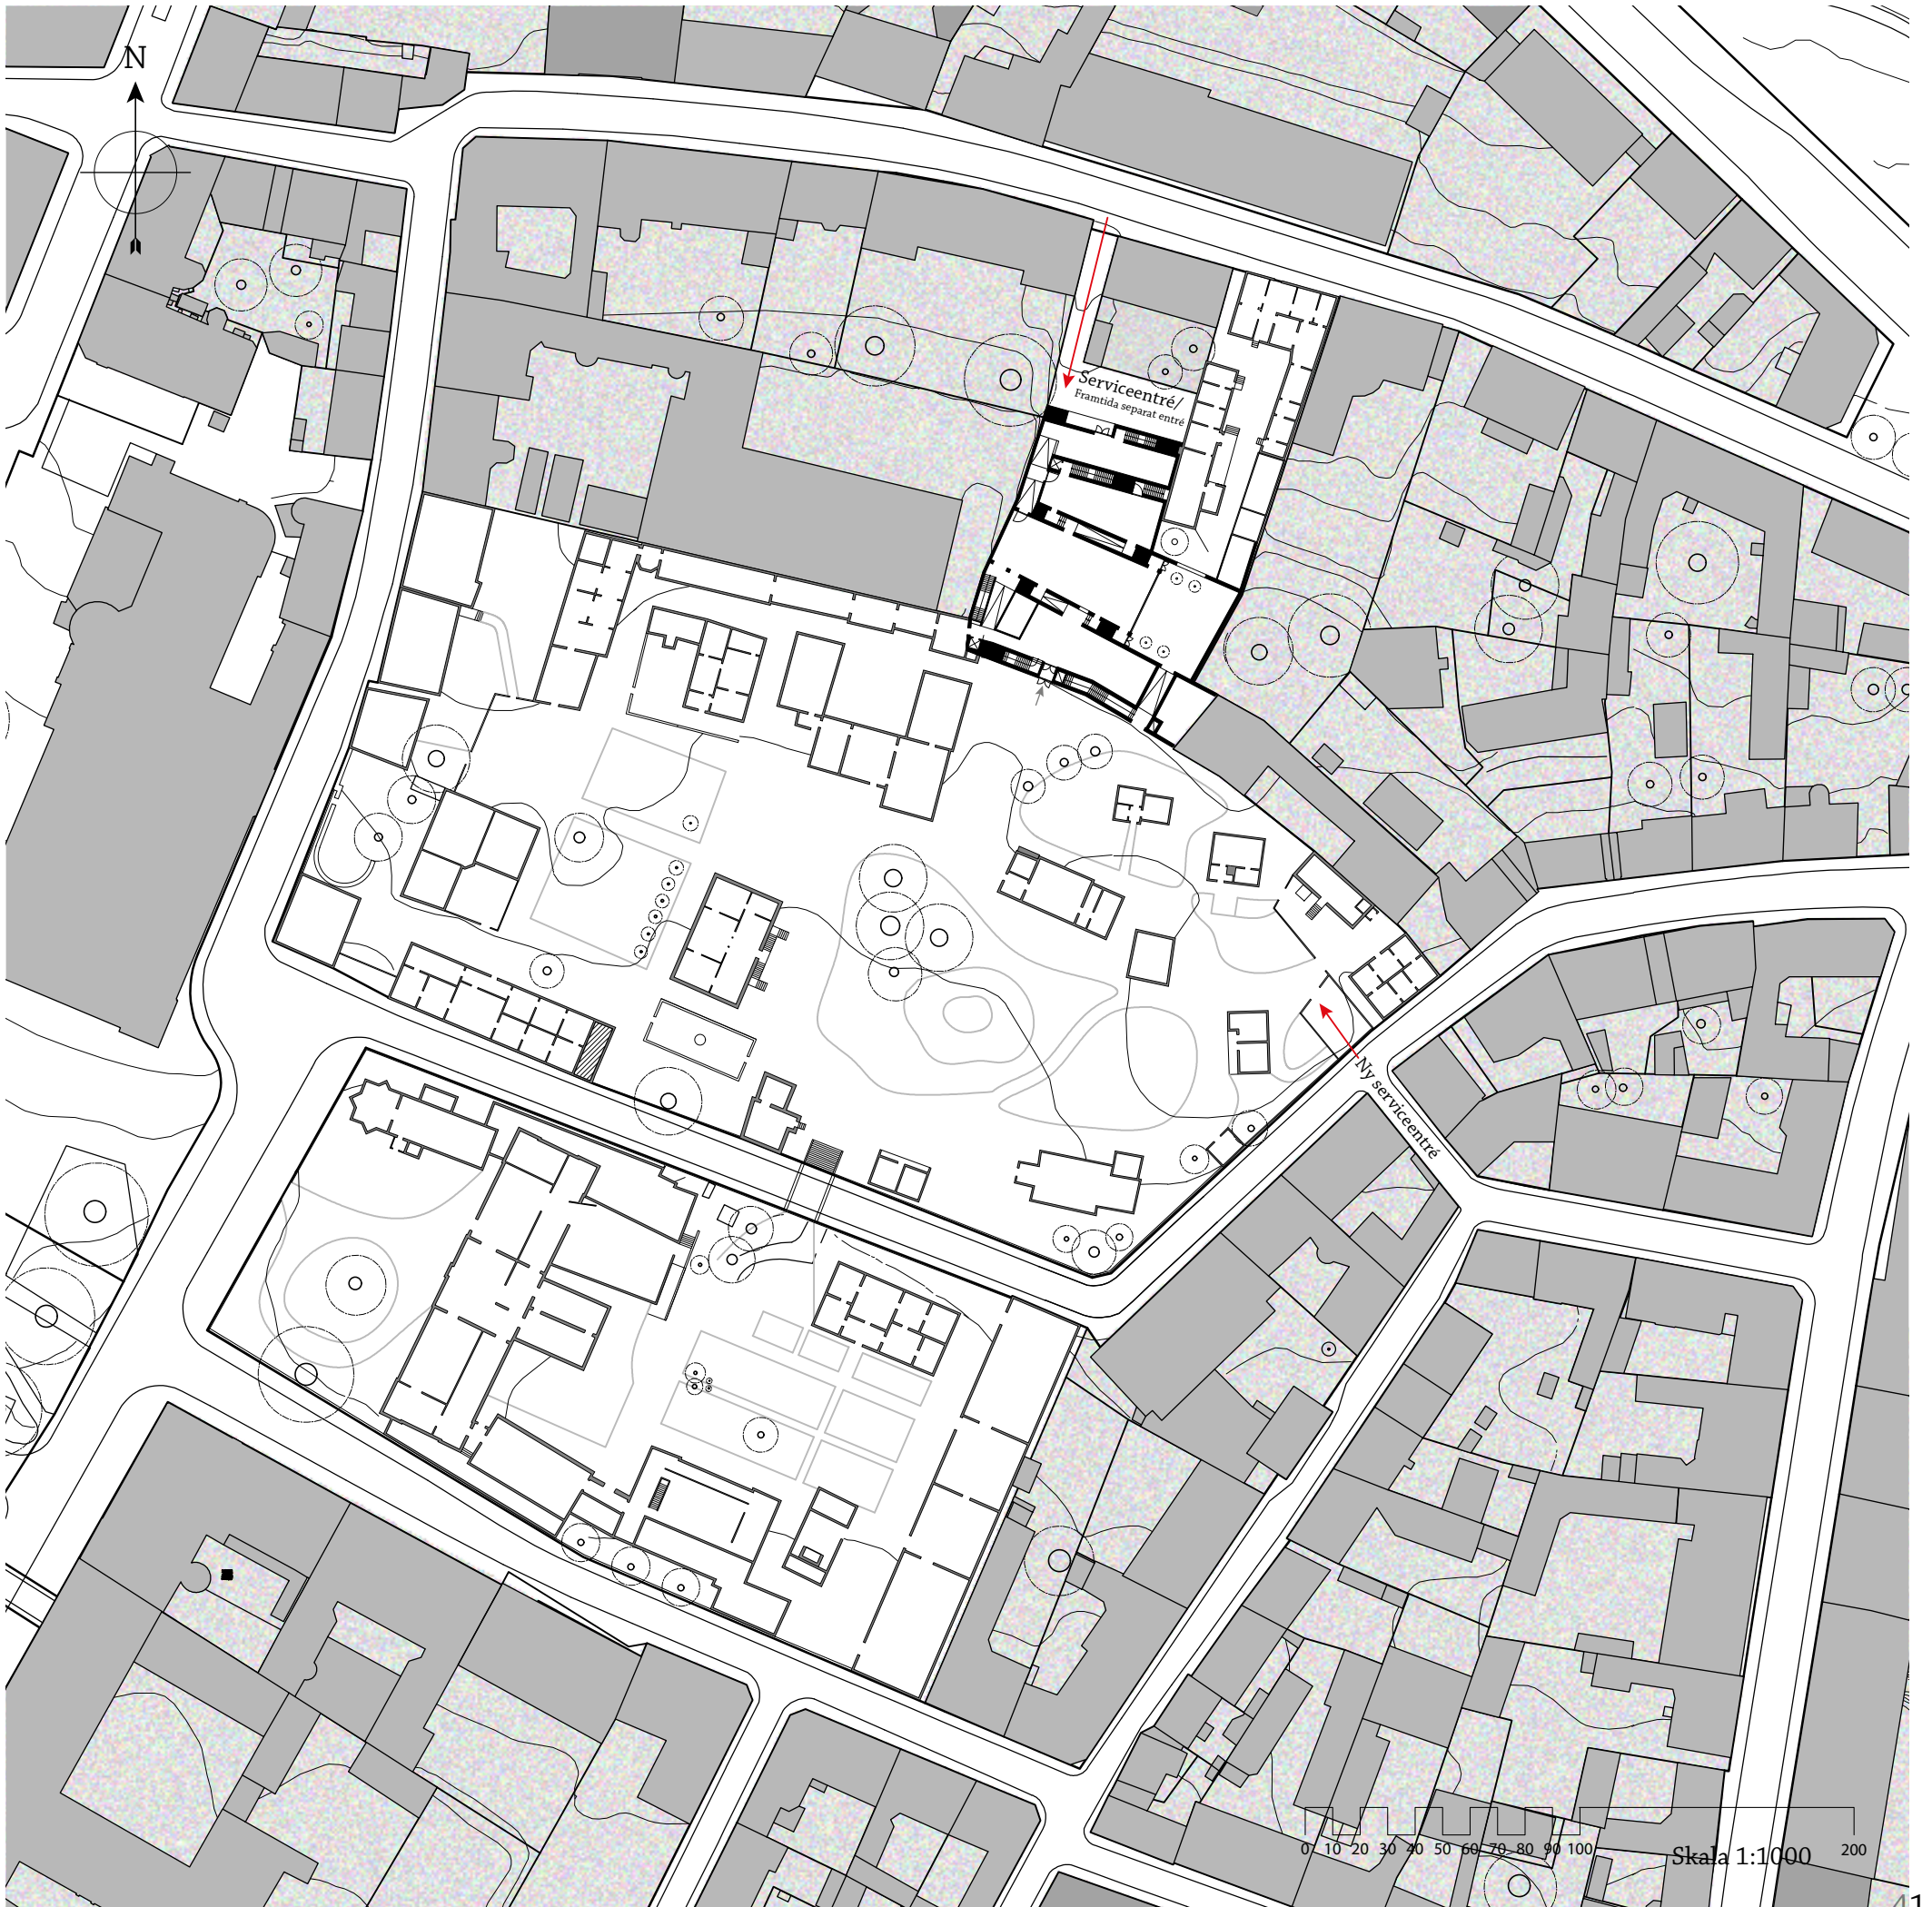 N
Serviceentré/
Framtida separat entré
Ny serviceentré
0 10 20 30 40 50 60 70 80 90 100 200
Skala 1:1000
41